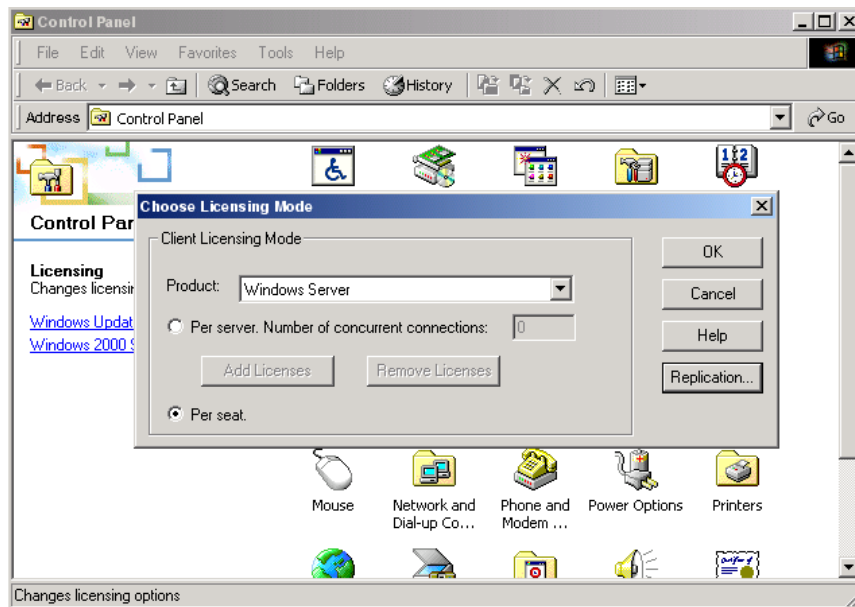 Control Panel
File Edit View Favorites Tools Help
Back Search Folders History
Address Control Panel Go
1 2
Control Par
Choose Licensing Mode
Licensing
Changes licensin
Windows Updat
Windows 2000 S
Client Licensing Mode
Product: Windows Server
Per server. Number of concurrent connections: 0
Add Licenses Remove Licenses
Per seat.
OK
Cancel
Help
Replication...
Mouse Network and Dial-up Co... Phone and Modem ... Power Options Printers
Changes licensing options